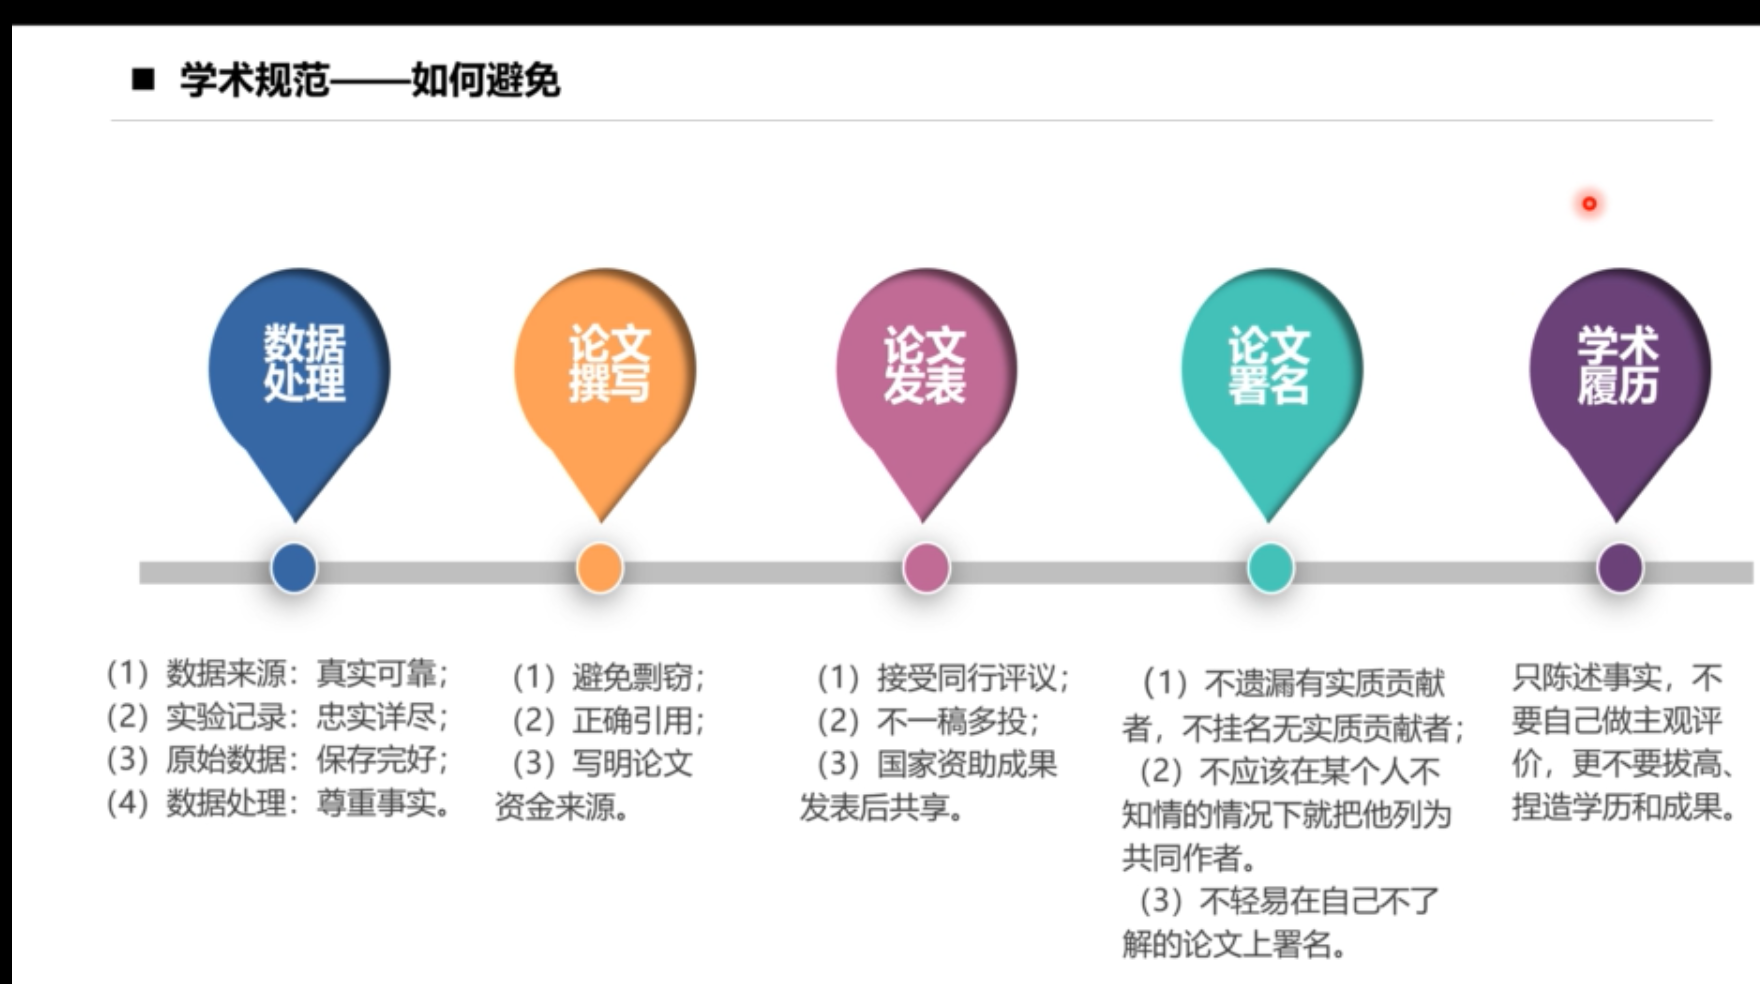 ■ 学术规范——如何避免
数据
处理
论文
撰写
论文
发表
论文
署名
学术
履历
（1）数据来源：真实可靠；
（2）实验记录：忠实详尽；
（3）原始数据：保存完好；
（4）数据处理：尊重事实。
（1）避免剽窃；
（2）正确引用；
（3）写明论文
资金来源。
（1）接受同行评议；
（2）不一稿多投；
（3）国家资助成果
发表后共享。
（1）不遗漏有实质贡献
者，不挂名无实质贡献者；
（2）不应该在某个人不
知情的情况下就把他列为
共同作者。
（3）不轻易在自己不了
解的论文上署名。
只陈述事实，不
要自己做主观评
价，更不要拔高、
捏造学历和成果。